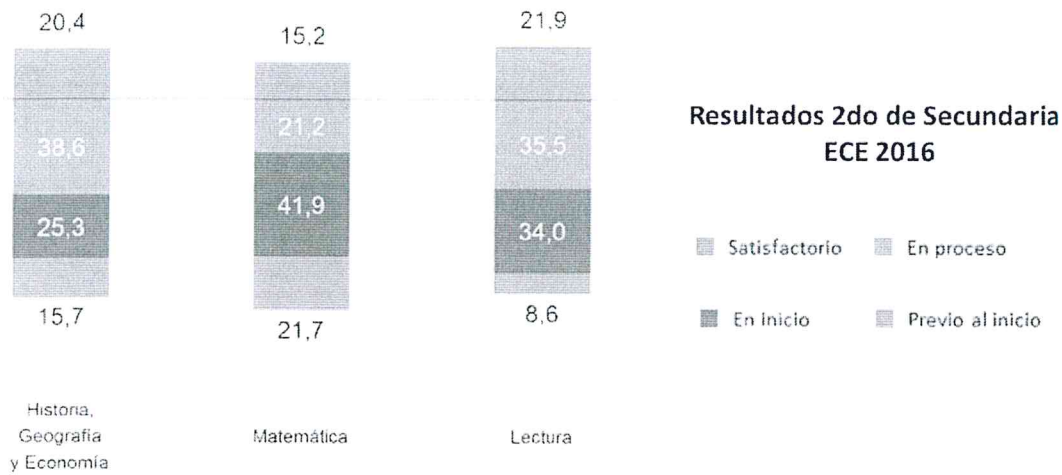 20,4
38,6
25,3
15,7
Historia,
Geografía
y Economía
15,2
21,2
41,9
21,7
Matemática
21,9
35,5
34,0
8,6
Lectura
Resultados 2do de Secundaria
ECE 2016
Satisfactorio
En proceso
En inicio
Previo al inicio